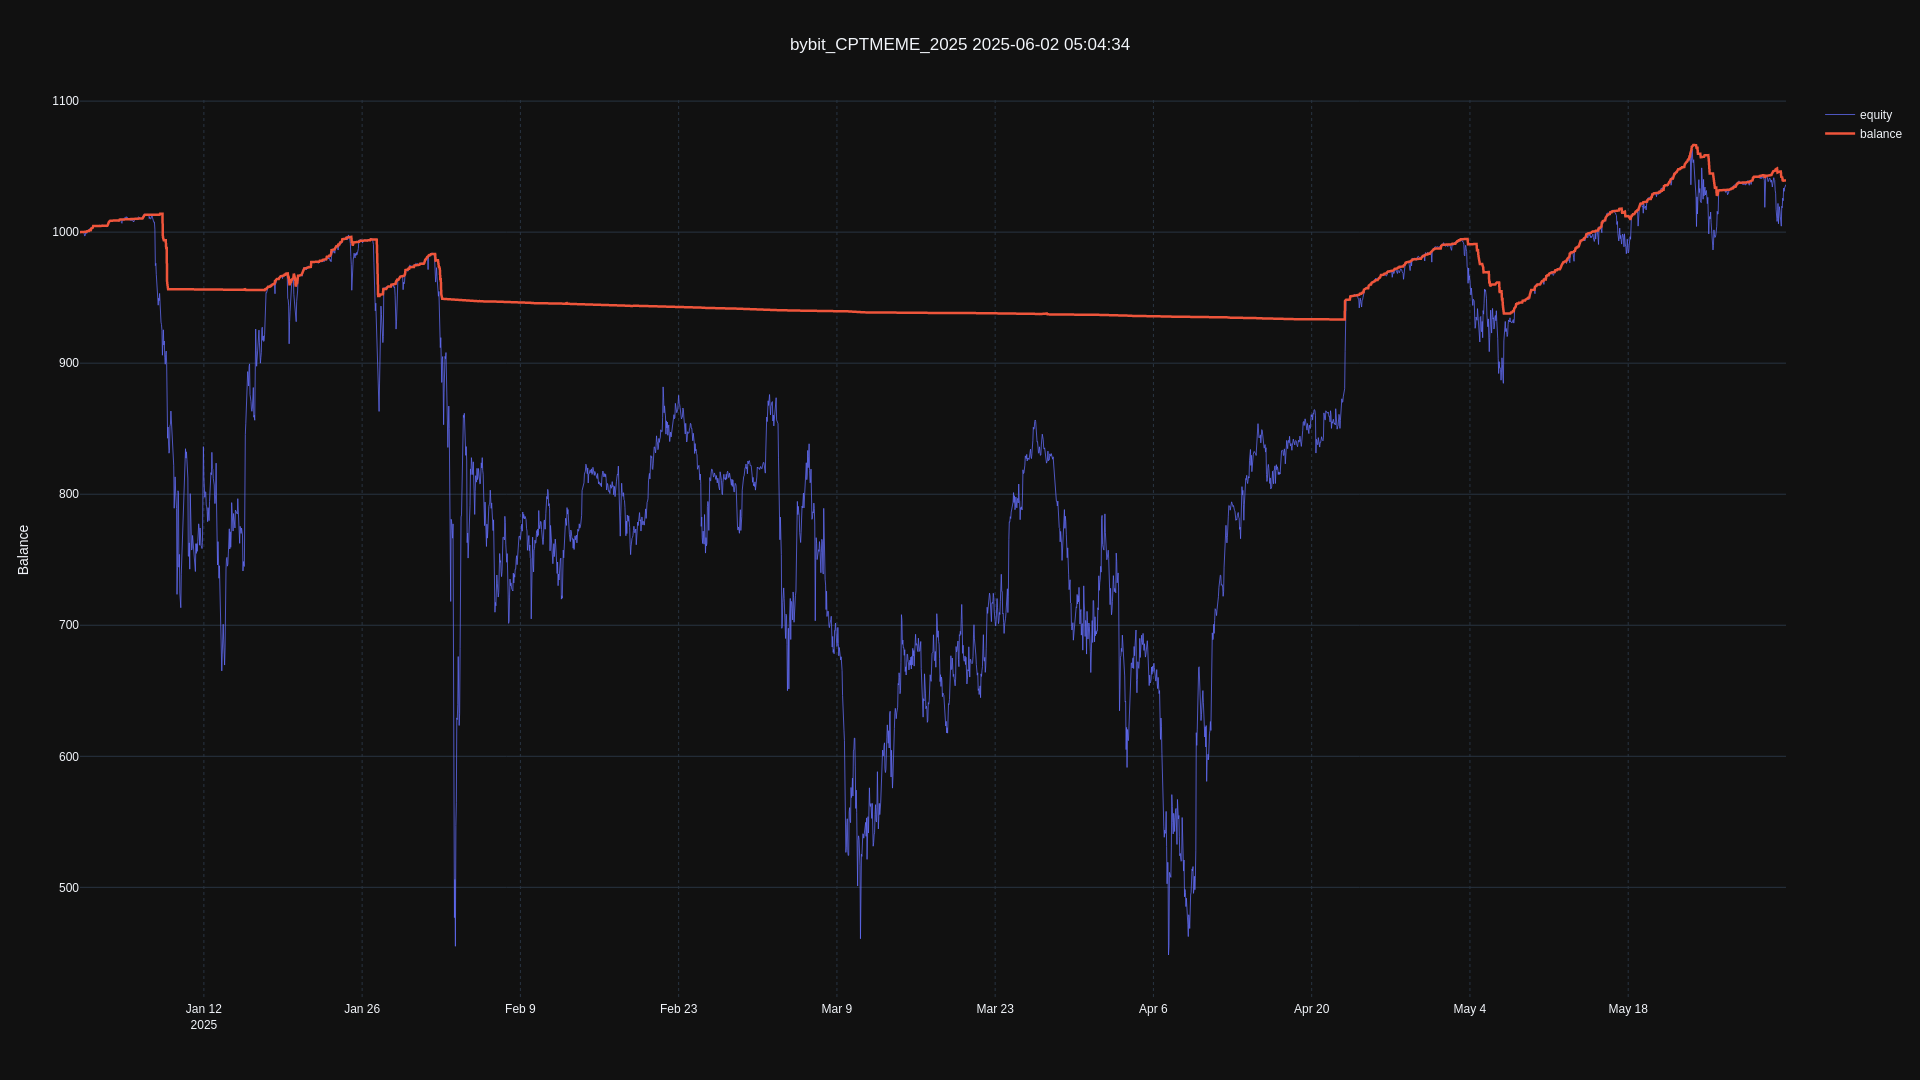 bybit_CPTMEME_2025 2025-06-02 05:04:34
1100
1000
900
800
700
600
500
Balance
Jan 12
2025
Jan 26
Feb 9
Feb 23
Mar 9
Mar 23
Apr 6
Apr 20
May 4
May 18
equity
balance